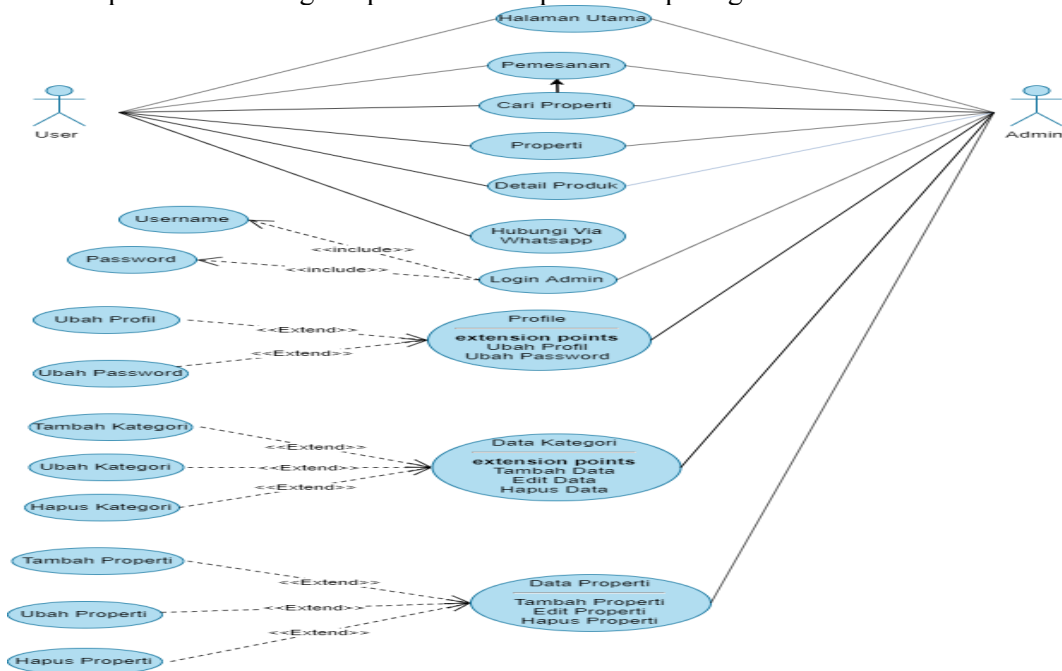 Halaman Utama
Pemesanan
Cari Properti
User
Admin
Properti
Detail Produk
Username
Hubungi Via
Whatsapp
<<include>>
Password
<<include>>
Login Admin
Ubah Profil
<<Extend>>
Profile
extension points
Ubah Profil
Ubah Password
<<Extend>>
Ubah Password
Tambah Kategori
<<Extend>>
Data Kategori
extension points
Tambah Data
Edit Data
Hapus Data
Ubah Kategori
<<Extend>>
<<Extend>>
Hapus Kategori
Tambah Properti
<<Extend>>
Data Properti
Tambah Properti
Edit Properti
Hapus Properti
Ubah Properti
<<Extend>>
<<Extend>>
Hapus Properti